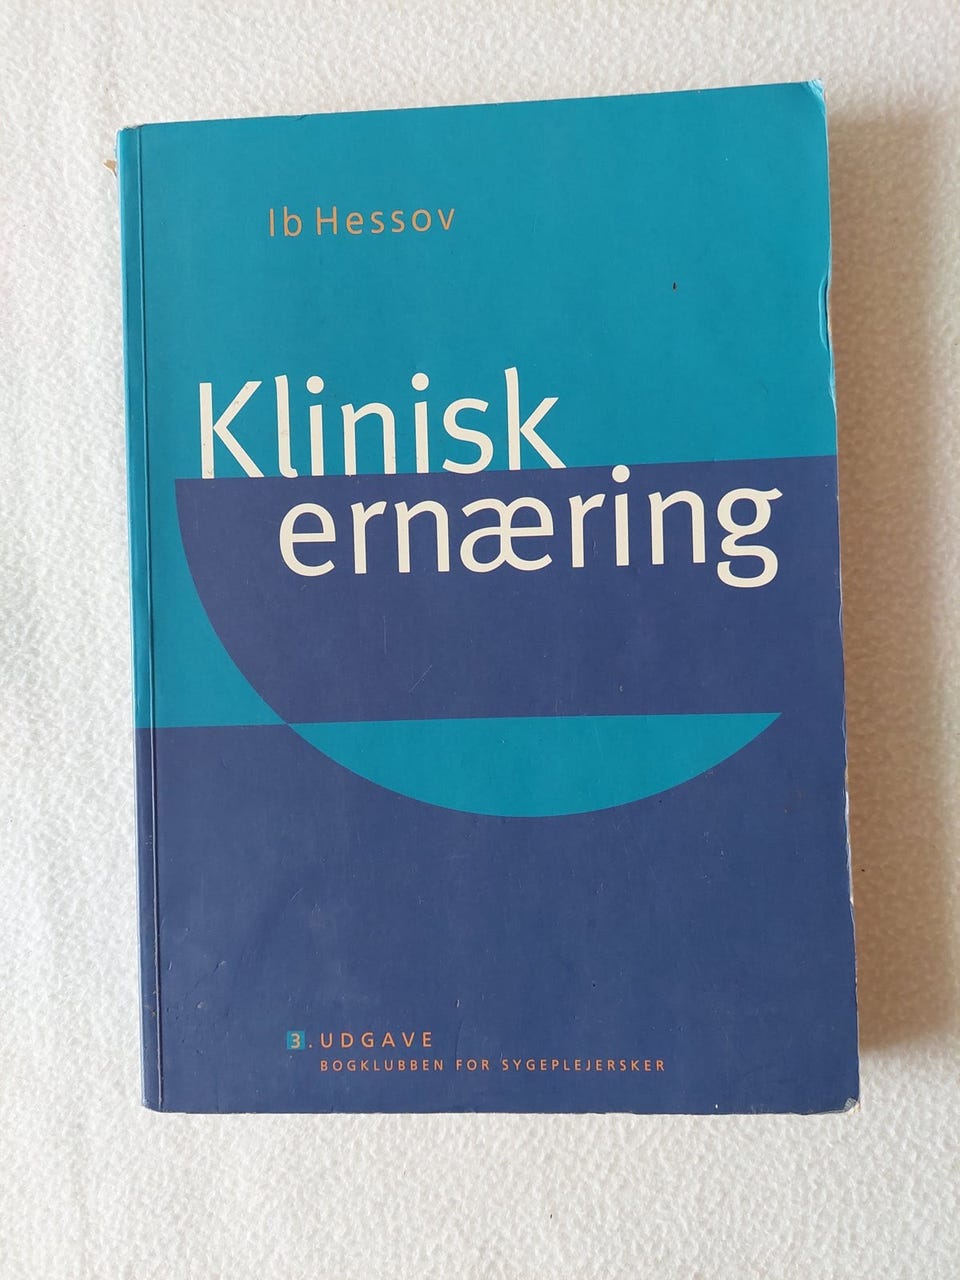 Ib Hessov
Klinisk
ernæring
3. UDGAVE
BOGKLUBBEN FOR SYGEPLEJERSKER